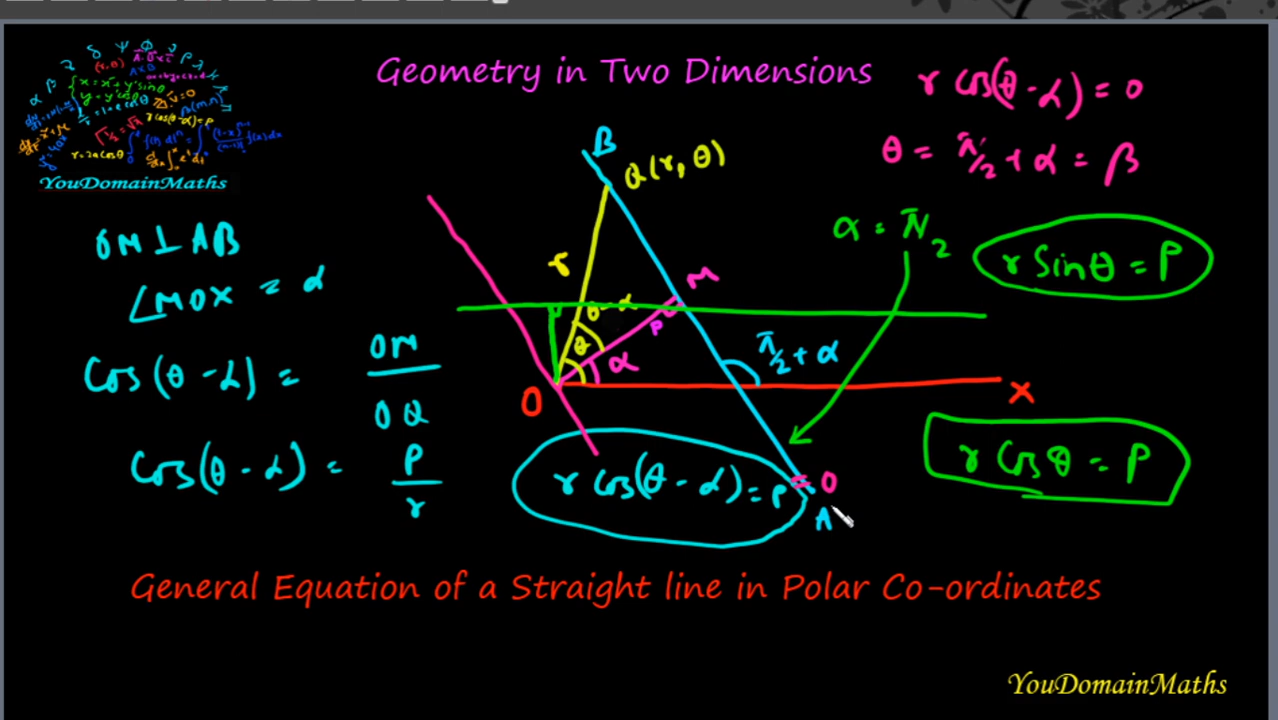 Geometry in Two Dimensions
YouDomainMaths
r cos(θ - α) = 0
θ = π/2 + α = β
B
Q(r, θ)
OM ⊥ AB
∠MOX = α
α = π/2
r Sinθ = P
r
M
θ-α
P
θ
α
π/2 + α
Cos(θ - α) = OM/OQ
O
X
Cos(θ - α) = P/r
r cos(θ - α) = P = 0
r Cosθ = P
A
General Equation of a Straight line in Polar Co-ordinates
YouDomainMaths